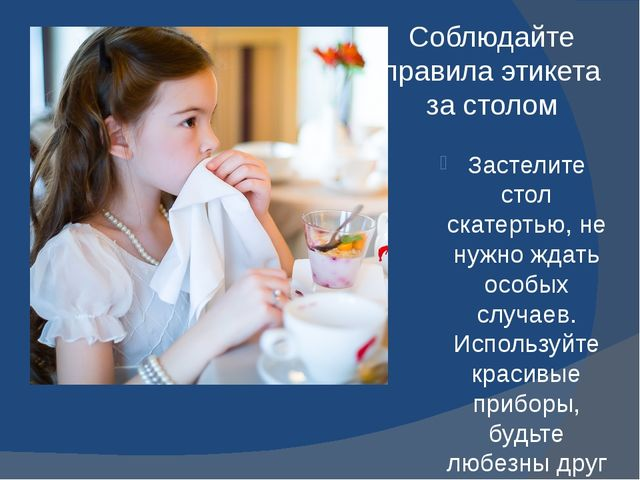 Соблюдайте
правила этикета
за столом
Застелите
стол
скатертью, не
нужно ждать
особых
случаев.
Используйте
красивые
приборы,
будьте
любезны друг